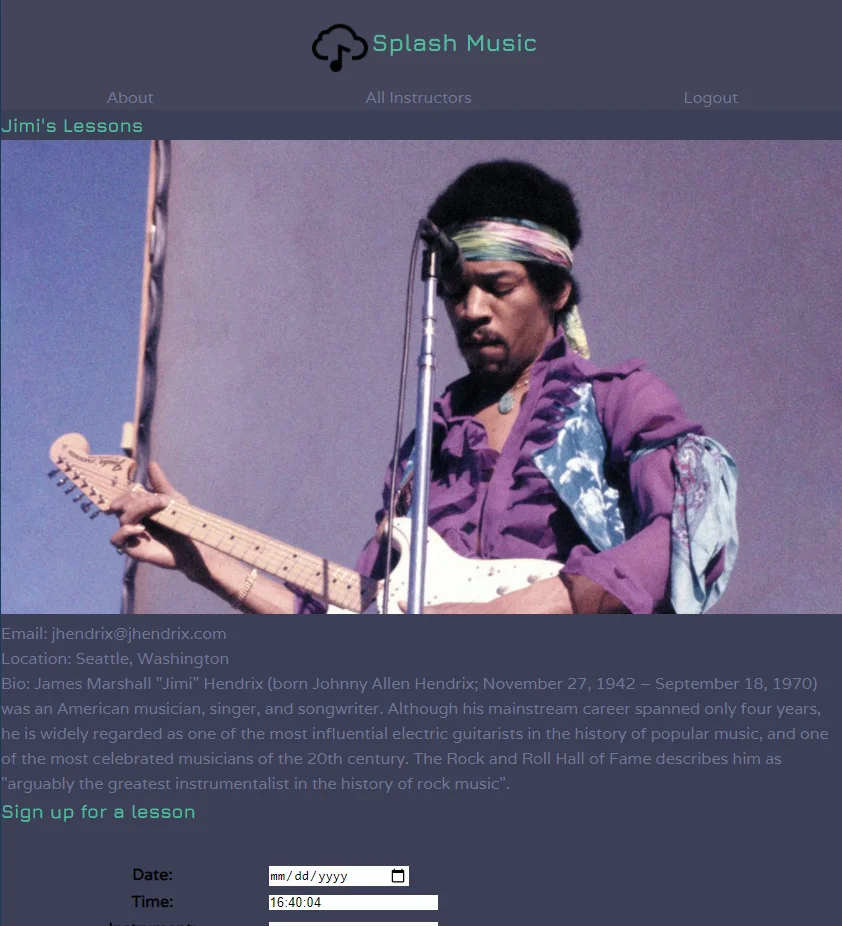 Splash Music
About All Instructors Logout
Jimi's Lessons
Email: jhendrix@jhendrix.com
Location: Seattle, Washington
Bio: James Marshall "Jimi" Hendrix (born Johnny Allen Hendrix; November 27, 1942 – September 18, 1970)
was an American musician, singer, and songwriter. Although his mainstream career spanned only four years,
he is widely regarded as one of the most influential electric guitarists in the history of popular music, and one
of the most celebrated musicians of the 20th century. The Rock and Roll Hall of Fame describes him as
"arguably the greatest instrumentalist in the history of rock music".
Sign up for a lesson
Date: mm/dd/yyyy
Time: 16:40:04